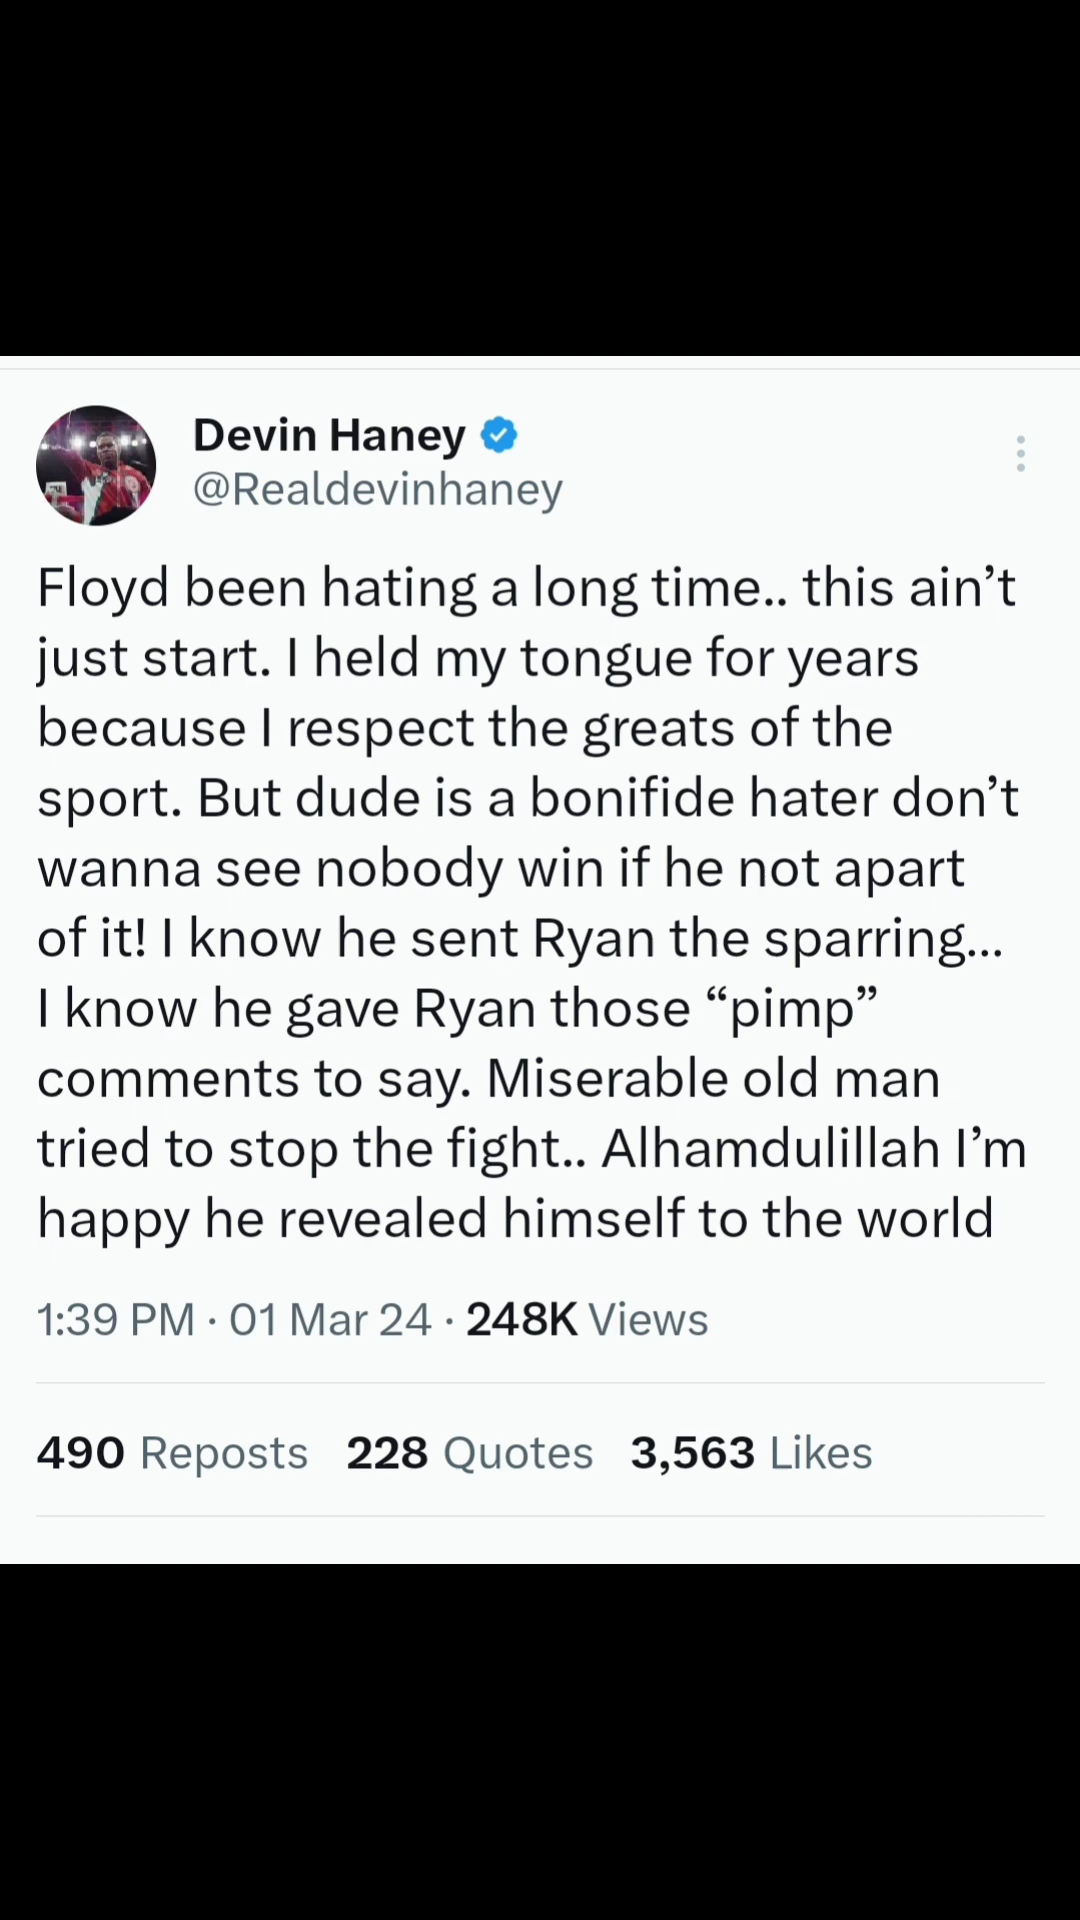 Devin Haney
@Realdevinhaney
Floyd been hating a long time.. this ain’t
just start. I held my tongue for years
because I respect the greats of the
sport. But dude is a bonifide hater don’t
wanna see nobody win if he not apart
of it! I know he sent Ryan the sparring...
I know he gave Ryan those “pimp”
comments to say. Miserable old man
tried to stop the fight.. Alhamdulillah I’m
happy he revealed himself to the world
1:39 PM · 01 Mar 24 · 248K Views
490 Reposts 228 Quotes 3,563 Likes